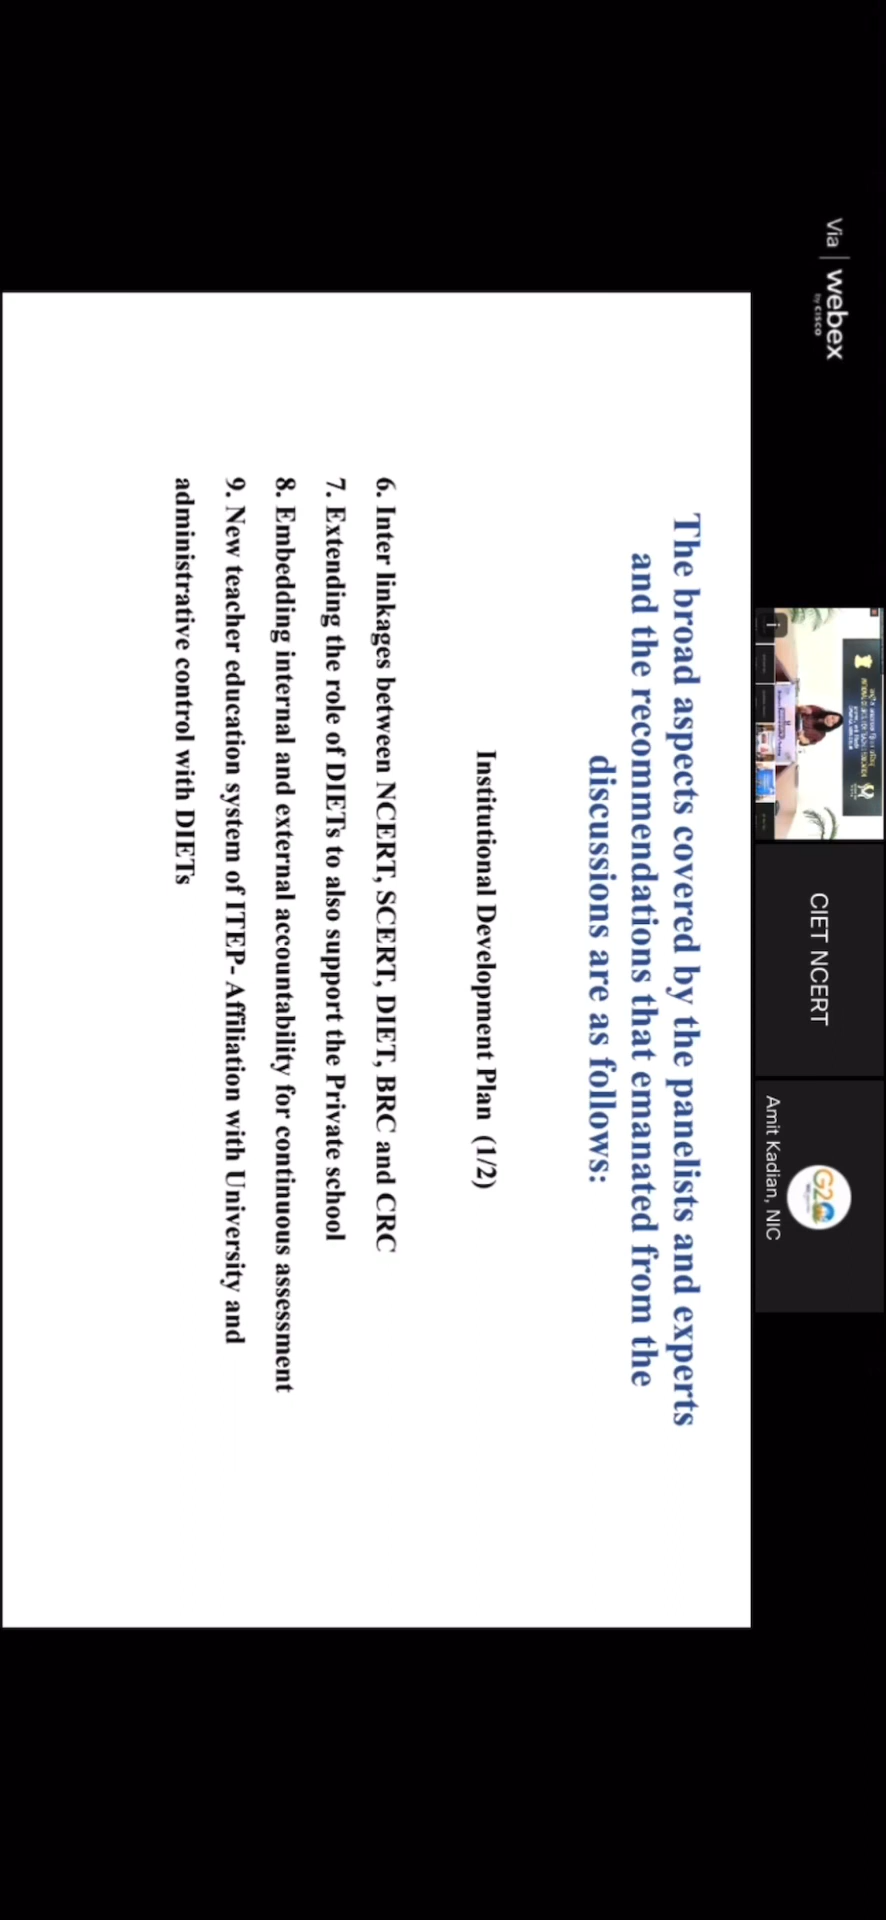 Via | webex
by CISCO
CIET NCERT
G20
Amit Kadian, NIC
The broad aspects covered by the panelists and experts
and the recommendations that emanated from the
discussions are as follows:
Institutional Development Plan (1/2)
6. Inter linkages between NCERT, SCERT, DIET, BRC and CRC
7. Extending the role of DIETs to also support the Private school
8. Embedding internal and external accountability for continuous assessment
9. New teacher education system of ITEP- Affiliation with University and
administrative control with DIETs